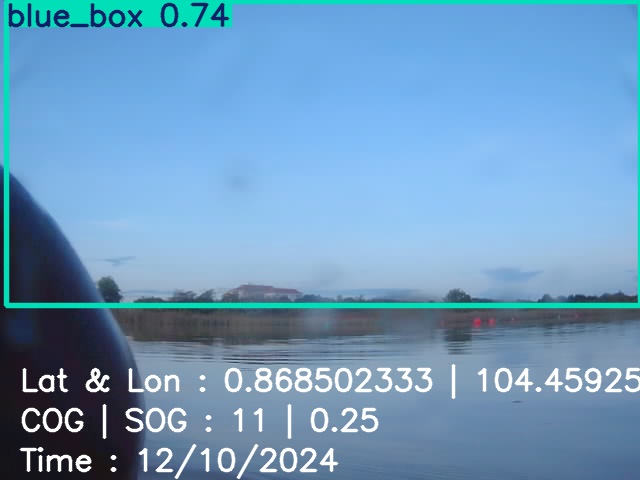 blue_box 0.74
Lat & Lon : 0.868502333 | 104.45925
COG | SOG : 11 | 0.25
Time : 12/10/2024